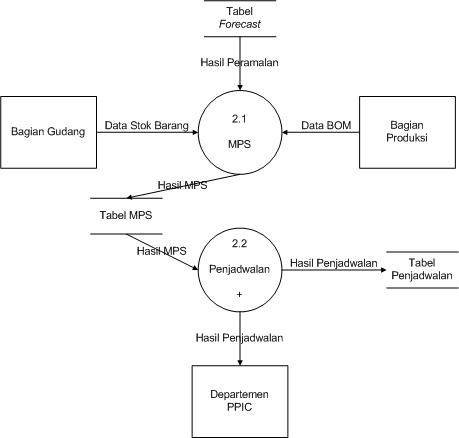 Tabel
Forecast
Hasil Peramalan
2.1
MPS
Bagian Gudang
Data Stok Barang
Data BOM
Bagian
Produksi
Hasil MPS
Tabel MPS
Hasil MPS
2.2
Penjadwalan
+
Hasil Penjadwalan
Tabel
Penjadwalan
Hasil Penjadwalan
Departemen
PPIC